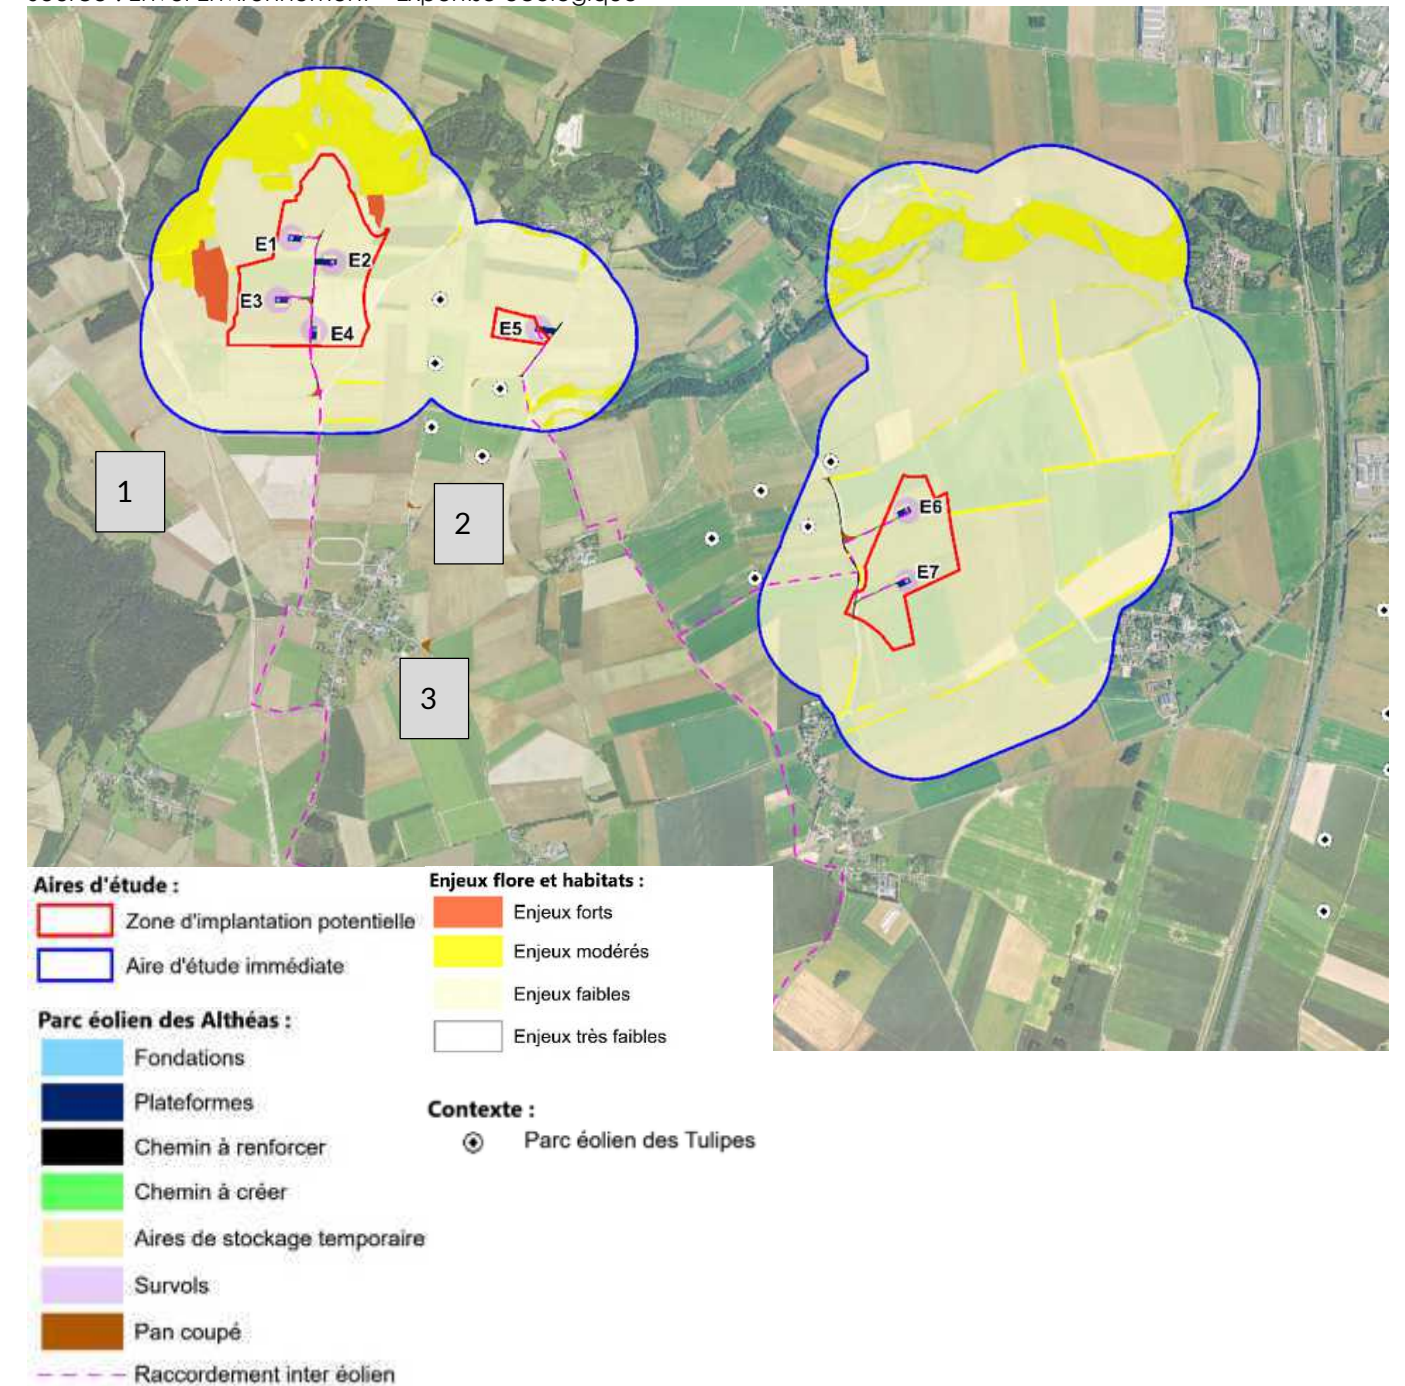 E1
E2
E3
E4
E5
E6
E7
1
2
3
Aires d'étude :
Zone d'implantation potentielle
Aire d'étude immédiate
Parc éolien des Althéas :
Fondations
Plateformes
Chemin à renforcer
Chemin à créer
Aires de stockage temporaire
Survols
Pan coupé
Raccordement inter éolien
Enjeux flore et habitats :
Enjeux forts
Enjeux modérés
Enjeux faibles
Enjeux très faibles
Contexte :
Parc éolien des Tulipes